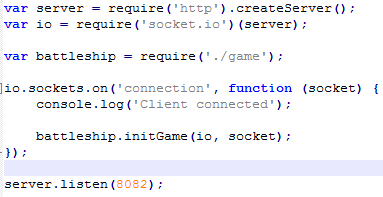 var server = require('http').createServer();
var io = require('socket.io')(server);
var battleship = require('./game');
io.sockets.on('connection', function (socket) {
console.log('Client connected');
battleship.initGame(io, socket);
});
server.listen(8082);